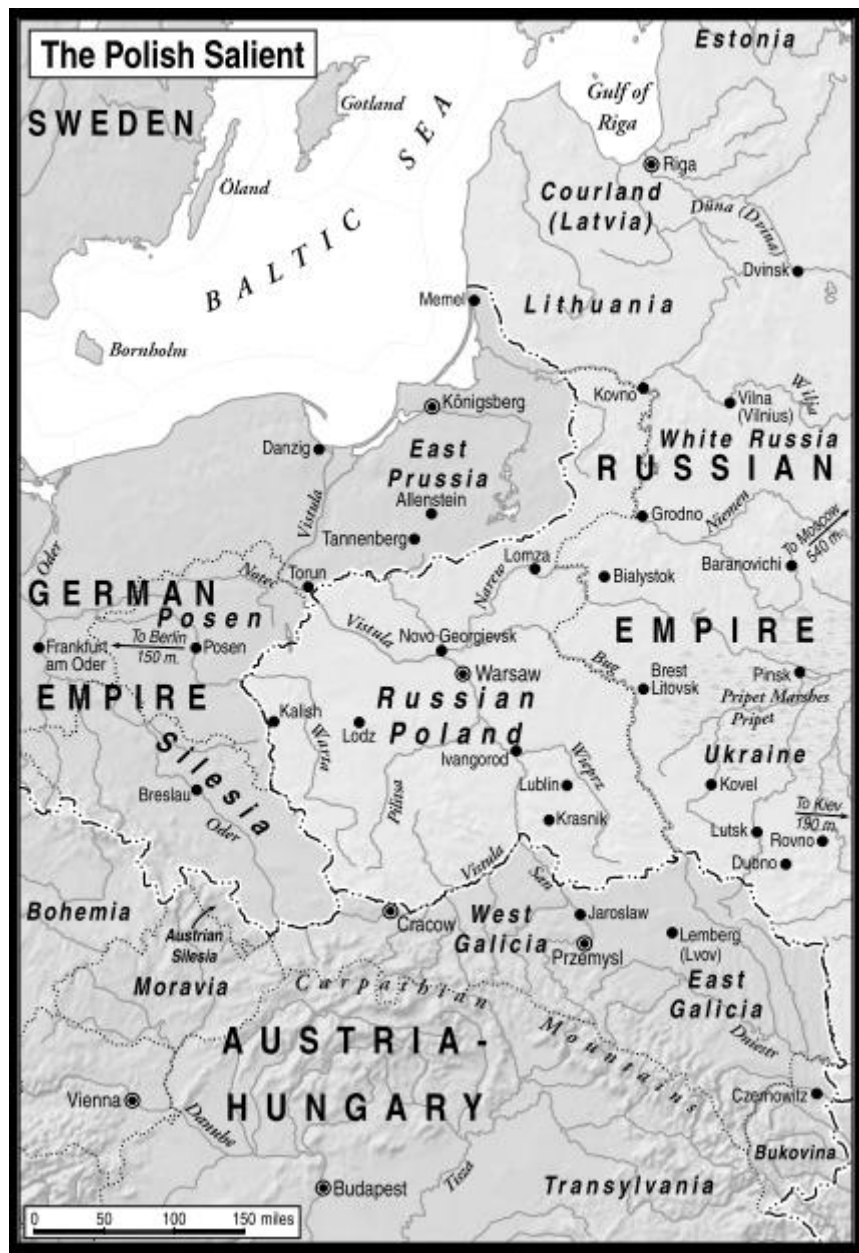 The Polish Salient
Estonia
Gotland
Gulf of
Riga
SWEDEN
BALTIC SEA
Riga
Öland
Courland
(Latvia)
Düna (Dvina)
Dvinsk
Memel
Lithuania
Bornholm
Kovno
Vilna
(Vilnius)
Wilja
Königsberg
White Russia
Danzig
East
Prussia
RUSSIAN
Allenstein
Vistula
Grodno
Niemen
To Moscow
540 m.
Tannenberg
Oder
Lomza
Narew
Baranovichi
Notec
Torun
Bialystok
GERMAN
Posen
Vistula
Novo Georgievsk
EMPIRE
Frankfurt
am Oder
To Berlin
150 m.
Posen
Bug
Warsaw
Brest
Litovsk
Pinsk
EMPIRE
Russian
Poland
Pripet Marshes
Pripet
Kalish
Warta
Lodz
Silesia
Ivangorod
Wieprz
Ukraine
Breslau
Oder
Pilitsa
Lublin
Kovel
To Kiev
190 m.
Krasnik
Lutsk
Rovno
Dubno
Vistula
San
Bohemia
Cracow
West
Galicia
Jaroslaw
Austrian
Silesia
Przemysl
Lemberg
(Lvov)
Moravia
Carpathian
Mountains
East
Galicia
Dniestr
AUSTRIA-
HUNGARY
Vienna
Danube
Czernowitz
Bukovina
Budapest
Tisza
Transylvania
0 50 100 150 miles